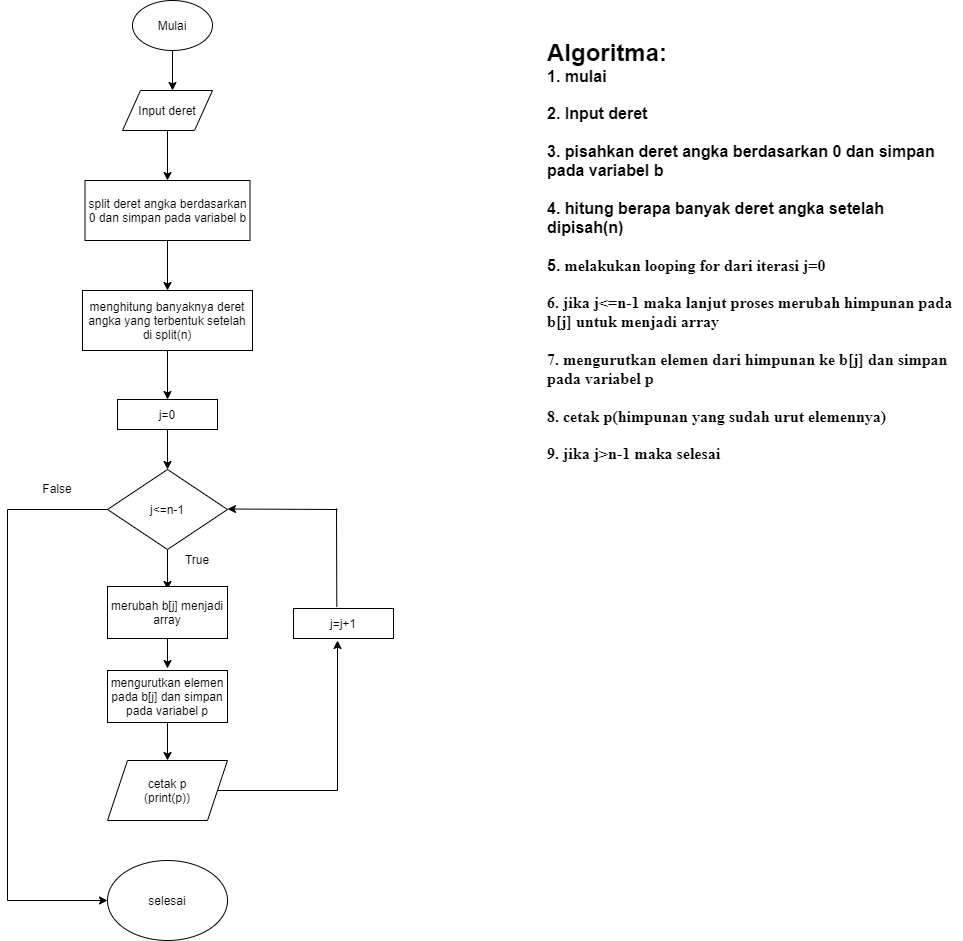 Mulai
Input deret
split deret angka berdasarkan
0 dan simpan pada variabel b
menghitung banyaknya deret
angka yang terbentuk setelah
di split(n)
j=0
False
j<=n-1
True
merubah b[j] menjadi
array
j=j+1
mengurutkan elemen
pada b[j] dan simpan
pada variabel p
cetak p
(print(p))
selesai
Algoritma:
1. mulai
2. Input deret
3. pisahkan deret angka berdasarkan 0 dan simpan
pada variabel b
4. hitung berapa banyak deret angka setelah
dipisah(n)
5. melakukan looping for dari iterasi j=0
6. jika j<=n-1 maka lanjut proses merubah himpunan pada
b[j] untuk menjadi array
7. mengurutkan elemen dari himpunan ke b[j] dan simpan
pada variabel p
8. cetak p(himpunan yang sudah urut elemennya)
9. jika j>n-1 maka selesai